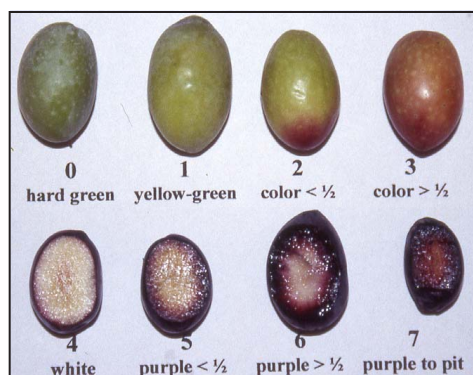 0 1 2 3
hard green yellow-green color < ½ color > ½
4 5 6 7
white purple < ½ purple > ½ purple to pit